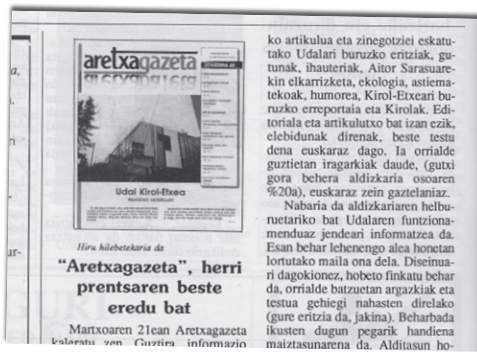 aretxagazeta
Udal Kirol-Etxea
Hiru hilebetekaria da
“Aretxagazeta”, herri
prentsaren beste
eredu bat
Martxoaren 21ean Aretxagazeta
kaleratu zen. Guztira, informazio
ko artikulua eta zinegotziei eskatu-
tako Udalari buruzko eritziak, gu-
tunak, ihauteriak, Aitor Sarasuare-
kin elkarrizketa, ekologia, astiema-
tekoak, humorea, Kirol-Etxeari bu-
ruzko erreportaia eta Kirolak. Edi-
toriala eta artikulutxo bat izan ezik,
elebidunak direnak, beste testu
dena euskaraz dago. Ia orrialde
guztietan iragarkiak daude, (gutxi
gora behera aldizkaria osoaren
%20a), euskaraz zein gaztelaniaz.
Nabaria da aldizkariaren helbu-
ruetariko bat Udalaren funtziona-
menduaz jendeari informatzea da.
Esan behar lehenengo alea honetan
lortutako maila ona dela. Diseinua-
ri dagokionez, hobeto finkatu behar
da, orrialde batzuetan argazkiak eta
testua gehiegi nahasten direlako
(gure eritzia da, jakina). Beharbada
ikusten dugun pegarik handiena
maiztasunarena da. Alditasun ho-